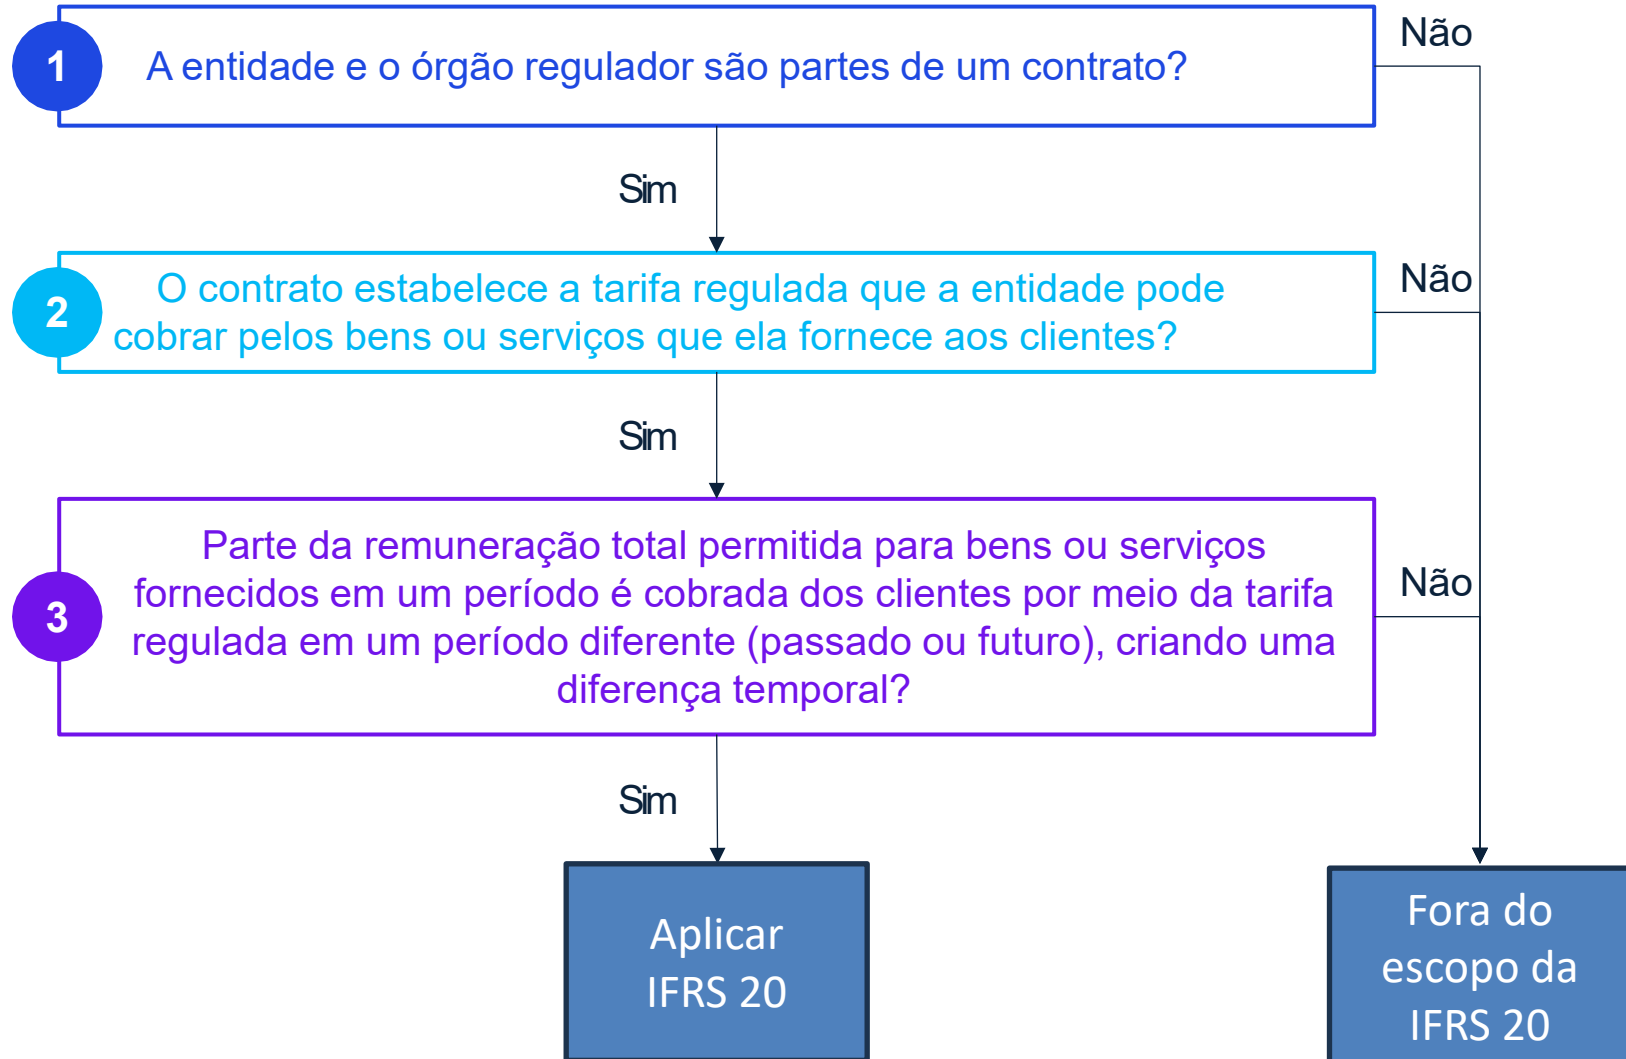 1
A entidade e o órgão regulador são partes de um contrato?
Não
Sim
2
O contrato estabelece a tarifa regulada que a entidade pode
cobrar pelos bens ou serviços que ela fornece aos clientes?
Não
Sim
3
Parte da remuneração total permitida para bens ou serviços
fornecidos em um período é cobrada dos clientes por meio da tarifa
regulada em um período diferente (passado ou futuro), criando uma
diferença temporal?
Não
Sim
Aplicar
IFRS 20
Fora do
escopo da
IFRS 20